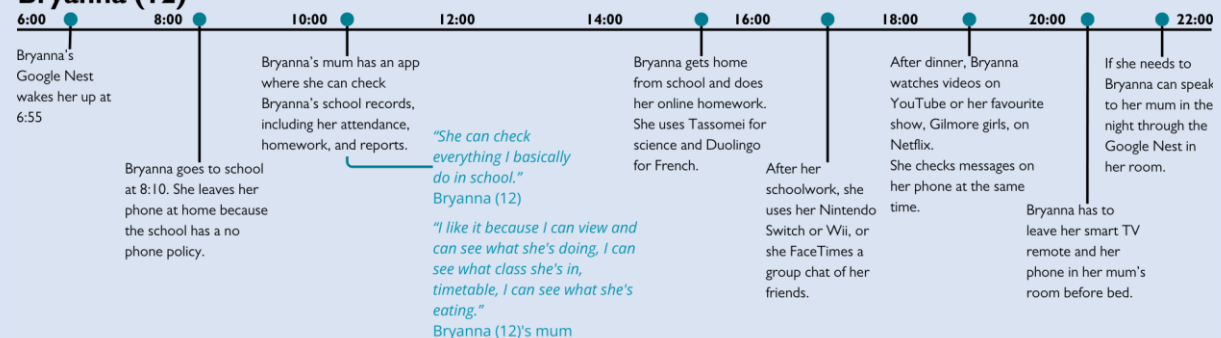 Bryanna (12)
6:00 8:00 10:00 12:00 14:00 16:00 18:00 20:00 22:00
Bryanna's
Google Nest
wakes her up at
6:55
Bryanna goes to school
at 8:10. She leaves her
phone at home because
the school has a no
phone policy.
Bryanna's mum has an app
where she can check
Bryanna's school records,
including her attendance,
homework, and reports.
“She can check
everything I basically
do in school.”
Bryanna (12)
“I like it because I can view and
can see what she's doing, I can
see what class she's in,
timetable, I can see what she's
eating.”
Bryanna (12)'s mum
Bryanna gets home
from school and does
her online homework.
She uses Tassomei for
science and Duolingo
for French.
After her
schoolwork, she
uses her Nintendo
Switch or Wii, or
she FaceTimes a
group chat of her
friends.
After dinner, Bryanna
watches videos on
YouTube or her favourite
show, Gilmore girls, on
Netflix.
She checks messages on
her phone at the same
time.
Bryanna has to
leave her smart TV
remote and her
phone in her mum's
room before bed.
If she needs to
Bryanna can speak
to her mum in the
night through the
Google Nest in
her room.